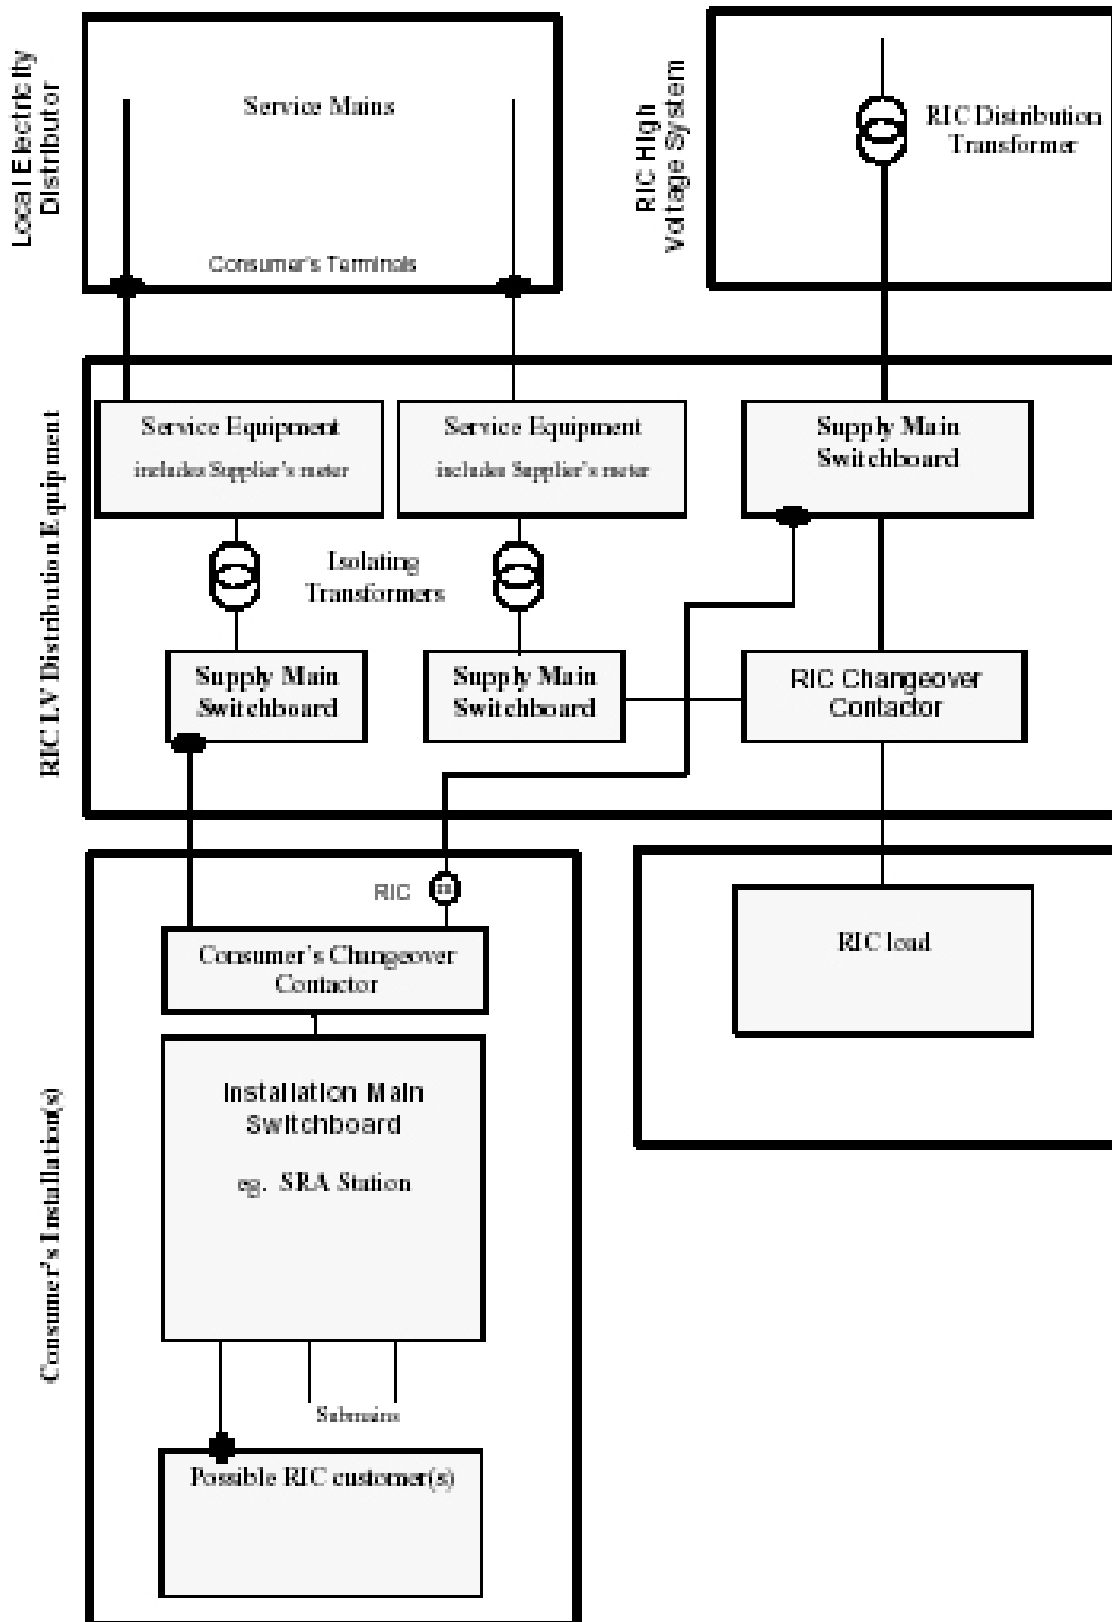 Local Electricity
Distributor
Service Mains
Consumer's Terminals
RIC High
Voltage System
RIC Distribution
Transformer
RIC LV Distribution Equipment
Service Equipment
includes Supplier's meter
Service Equipment
includes Supplier's meter
Supply Main
Switchboard
Isolating
Transformers
Supply Main
Switchboard
Supply Main
Switchboard
RIC Changeover
Contactor
RIC
m
Consumer's Changeover
Contactor
RIC load
Consumer's Installation(s)
Installation Main
Switchboard
eg. SRA Station
Submains
Possible RIC customer(s)